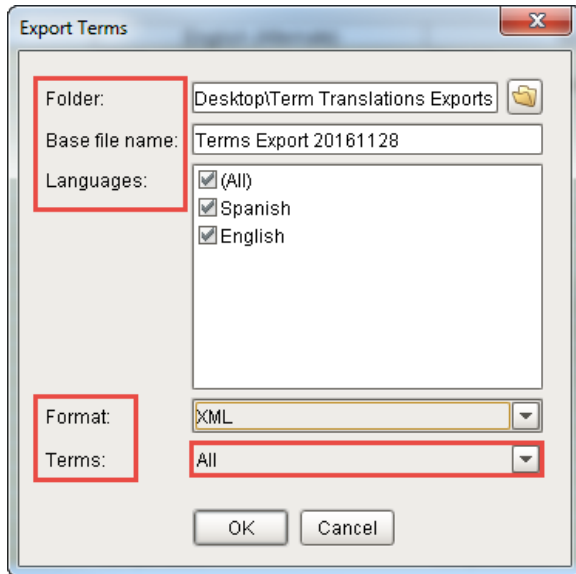 Export Terms
Folder: Desktop\Term Translations Exports
Base file name: Terms Export 20161128
Languages: (All)
Spanish
English
Format: XML
Terms: All
OK Cancel